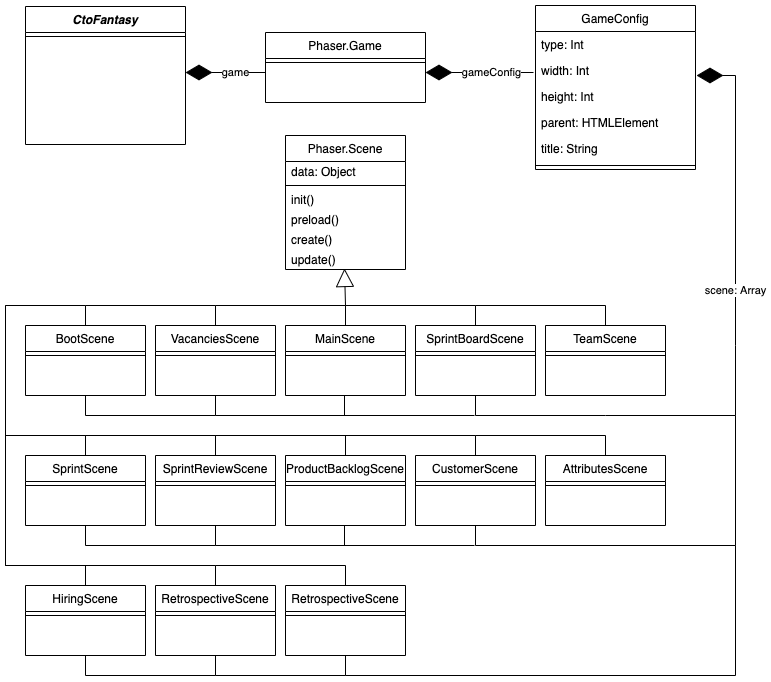 CtoFantasy
game
Phaser.Game
gameConfig
GameConfig
type: Int
width: Int
height: Int
parent: HTMLElement
title: String
Phaser.Scene
data: Object
init()
preload()
create()
update()
scene: Array
BootScene
VacanciesScene
MainScene
SprintBoardScene
TeamScene
SprintScene
SprintReviewScene
ProductBacklogScene
CustomerScene
AttributesScene
HiringScene
RetrospectiveScene
RetrospectiveScene